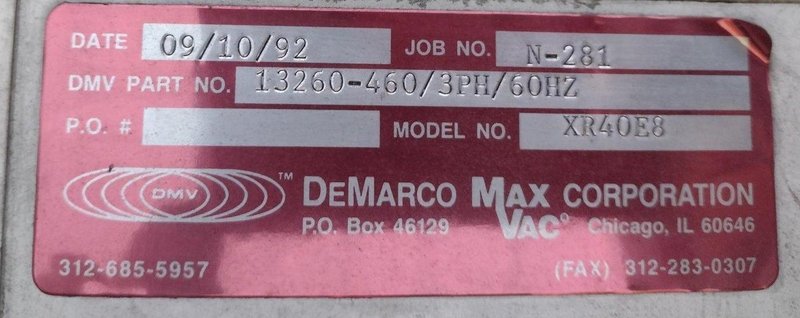 DATE 09/10/92 JOB NO. N-281
DMV PART NO. 13260-460/3PH/60HZ
P.O. # MODEL NO. XR40E8
DMV ™ DEMARCO MAX VAC® CORPORATION
P.O. Box 46129 Chicago, IL 60646
312-685-5957 (FAX) 312-283-0307